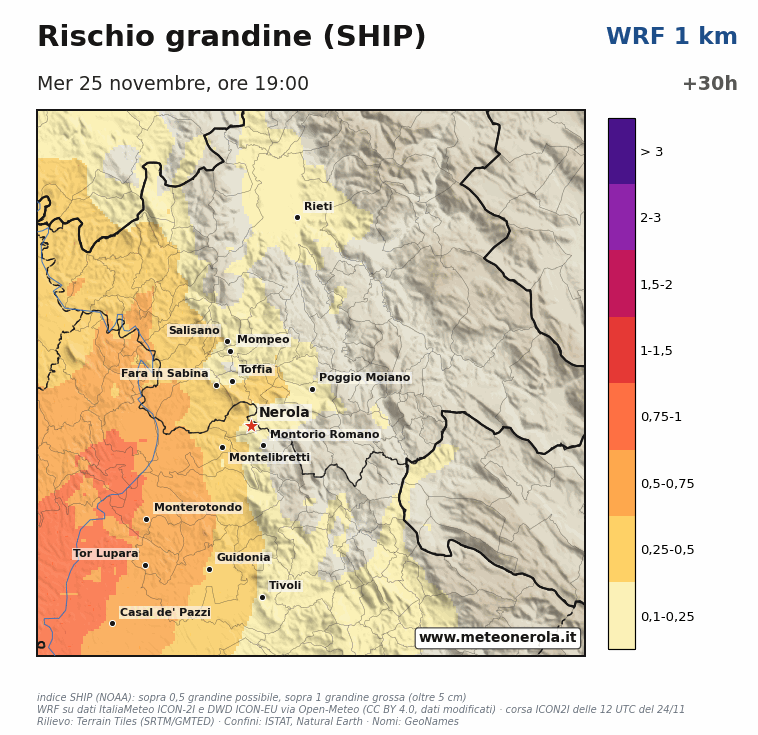 Rischio grandine (SHIP)
WRF 1 km
Mer 25 novembre, ore 19:00
+30h
Rieti
Salisano
Mompeo
Fara in Sabina
Toffia
Poggio Moiano
Nerola
Montorio Romano
Montelibretti
Monterotondo
Tor Lupara
Guidonia
Tivoli
Casal de' Pazzi
www.meteonerola.it
> 3
2-3
1,5-2
1-1,5
0,75-1
0,5-0,75
0,25-0,5
0,1-0,25
indice SHIP (NOAA): sopra 0,5 grandine possibile, sopra 1 grandine grossa (oltre 5 cm)
WRF su dati ItaliaMeteo ICON-2I e DWD ICON-EU via Open-Meteo (CC BY 4.0, dati modificati) · corsa ICON2I delle 12 UTC del 24/11
Rilievo: Terrain Tiles (SRTM/GMTED) · Confini: ISTAT, Natural Earth · Nomi: GeoNames